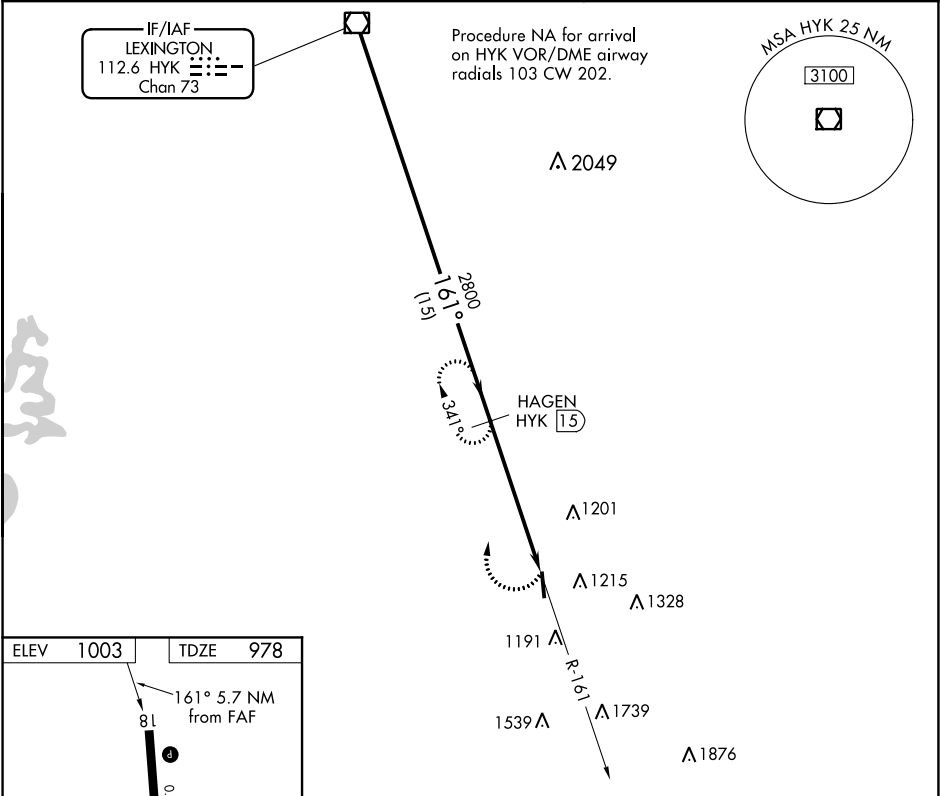 IF/IAF
LEXINGTON
112.6 HYK
Chan 73
Procedure NA for arrival
on HYK VOR/DME airway
radials 103 CW 202.
MSA HYK 25 NM
3100
2049
2800
161°
(15)
341°
HAGEN
HYK 15
1201
1215
1328
1191
R-161
1539
1739
1876
ELEV 1003
TDZE 978
161° 5.7 NM
from FAF
18
P